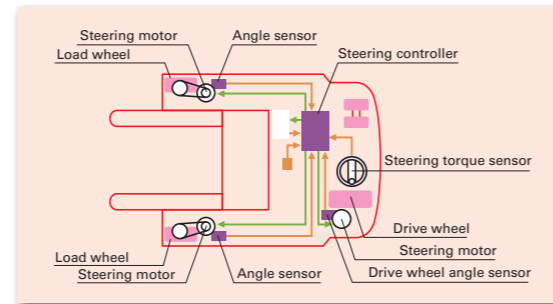 Steering motor
Angle sensor
Load wheel
Steering controller
Steering torque sensor
Drive wheel
Load wheel
Steering motor
Steering motor
Angle sensor
Drive wheel angle sensor